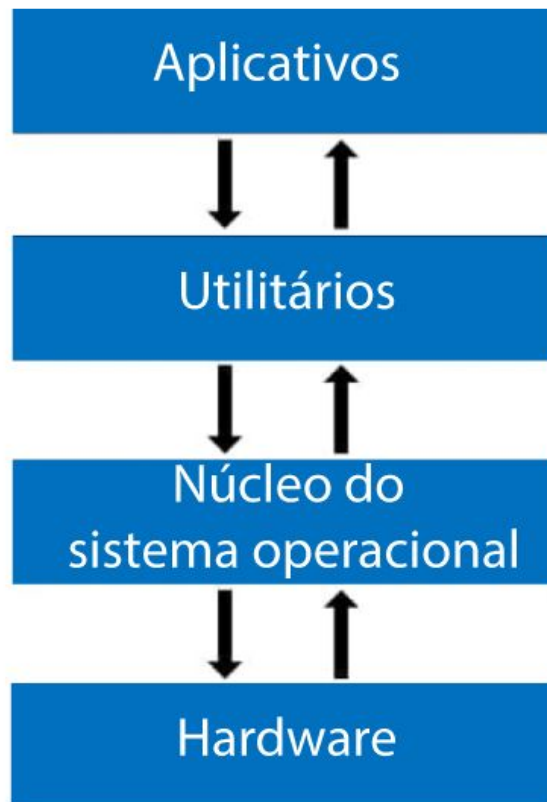 Aplicativos
Utilitários
Núcleo do
sistema operacional
Hardware